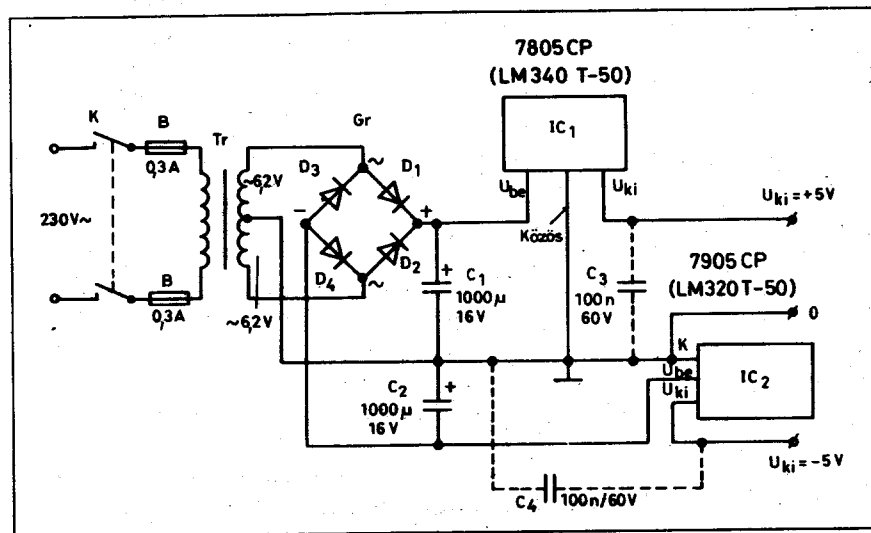 7805CP
(LM340 T-50)
IC1
K
B
0,3A
Tr
Gr
~6,2V
D3
~
D1
Ube
Uki
Uki=+5V
230V~
-
+
Közös
D4
D2
~
+
C1
1000µ
16V
C3
100n
60V
7905CP
(LM320T-50)
B
0,3A
~6,2V
0
K
Ube
Uki
IC2
C2
1000µ
16V
+
Uki=-5V
C4
100n/60V